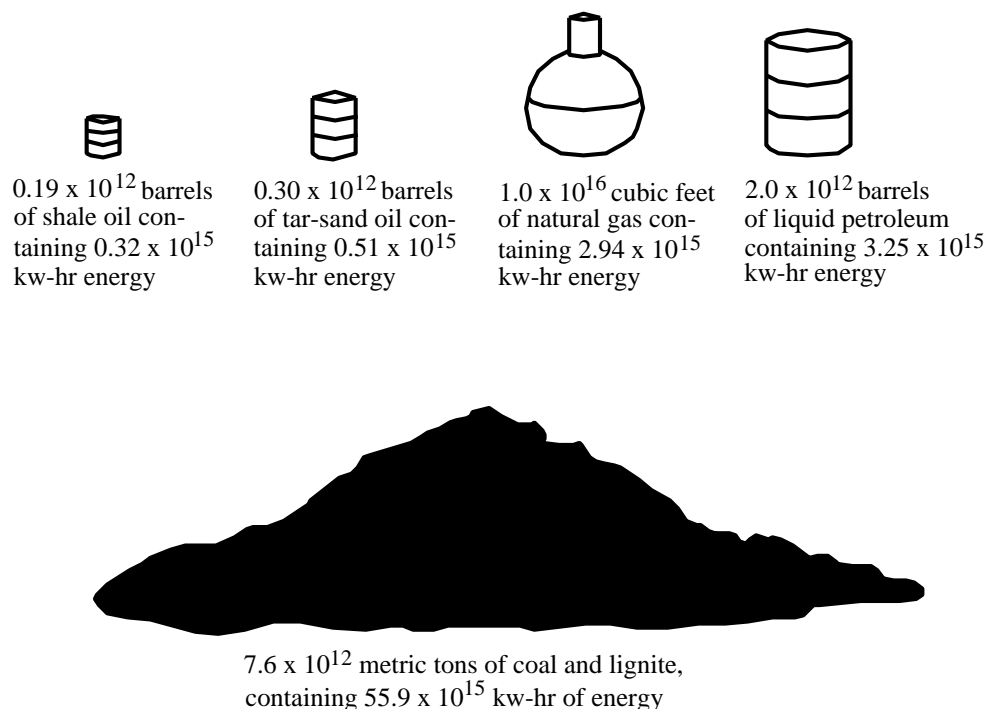 0.19 x 10^12 barrels
of shale oil con-
taining 0.32 x 10^15
kw-hr energy
0.30 x 10^12 barrels
of tar-sand oil con-
taining 0.51 x 10^15
kw-hr energy
1.0 x 10^16 cubic feet
of natural gas con-
taining 2.94 x 10^15
kw-hr energy
2.0 x 10^12 barrels
of liquid petroleum
containing 3.25 x 10^15
kw-hr energy
7.6 x 10^12 metric tons of coal and lignite,
containing 55.9 x 10^15 kw-hr of energy